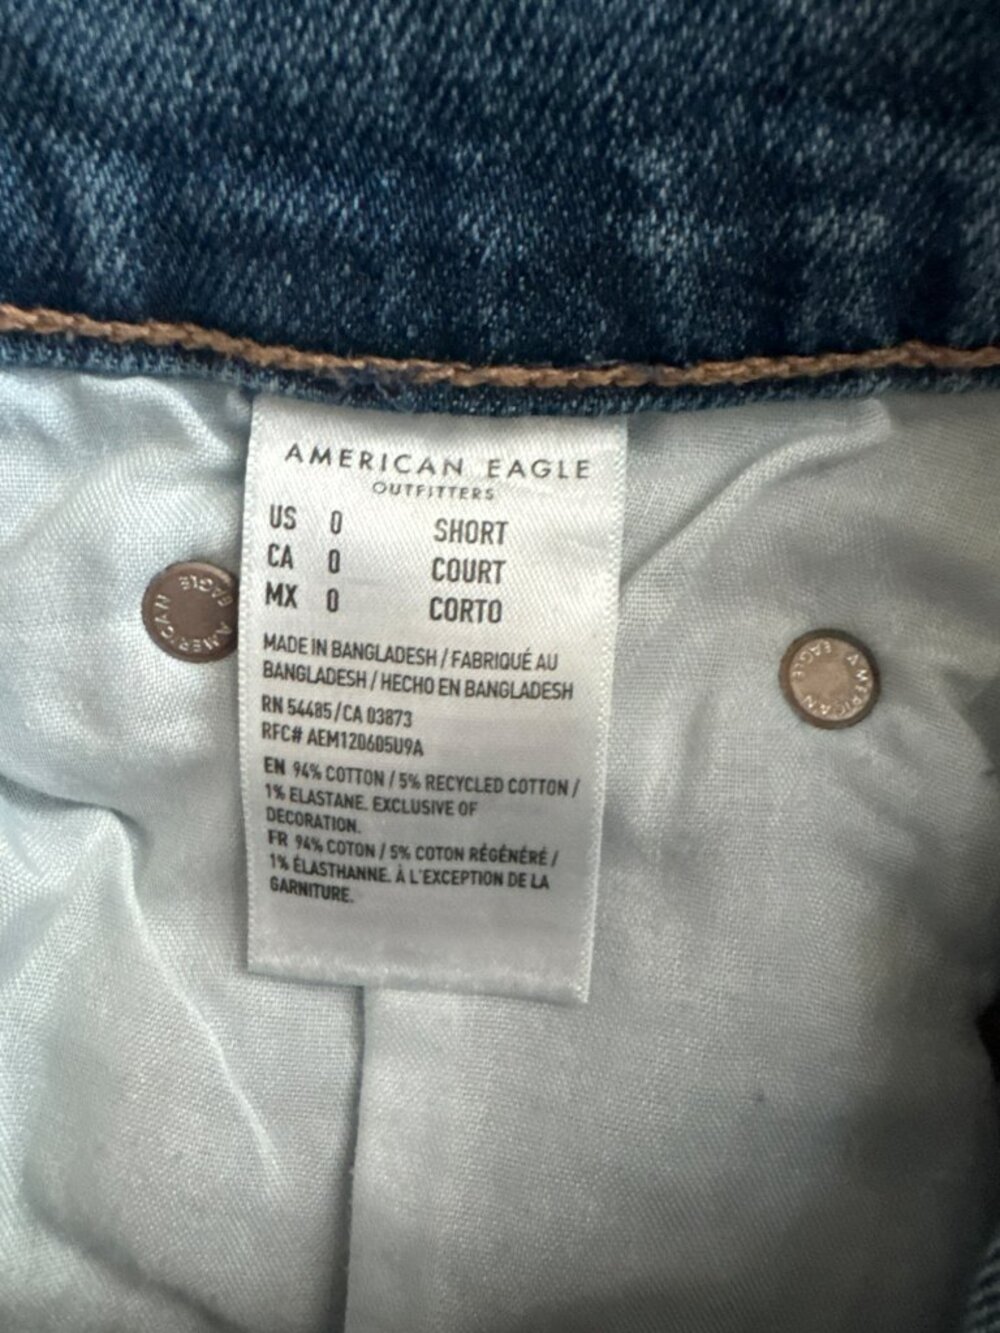 AMERICAN EAGLE
OUTFITTERS
US 0 SHORT
CA 0 COURT
MX 0 CORTO
MADE IN BANGLADESH / FABRIQUÉ AU
BANGLADESH / HECHO EN BANGLADESH
RN 54485 / CA 03873
RFC# AEM120605U9A
EN 94% COTTON / 5% RECYCLED COTTON /
1% ELASTANE. EXCLUSIVE OF
DECORATION.
FR 94% COTON / 5% COTON RÉGÉNÉRÉ /
1% ÉLASTHANNE. À L'EXCEPTION DE LA
GARNITURE.
AMERICAN EAGLE
AMERICAN EAGLE